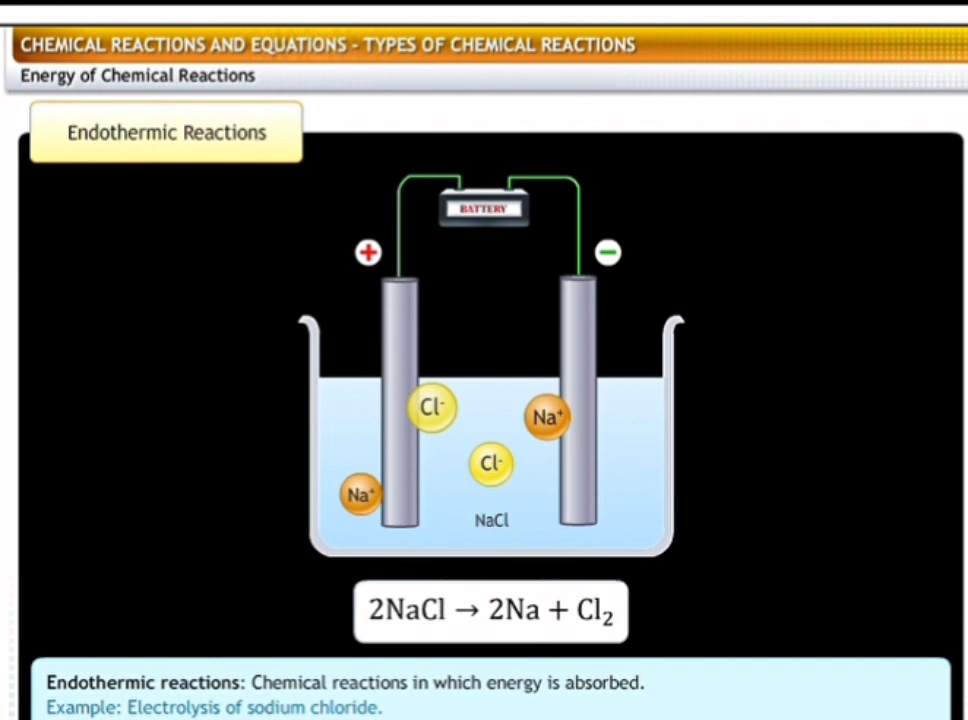 CHEMICAL REACTIONS AND EQUATIONS - TYPES OF CHEMICAL REACTIONS
Energy of Chemical Reactions
Endothermic Reactions
BATTERY
+
−
Cl⁻
Na⁺
Cl⁻
Na⁺
NaCl
2NaCl → 2Na + Cl₂
Endothermic reactions: Chemical reactions in which energy is absorbed.
Example: Electrolysis of sodium chloride.